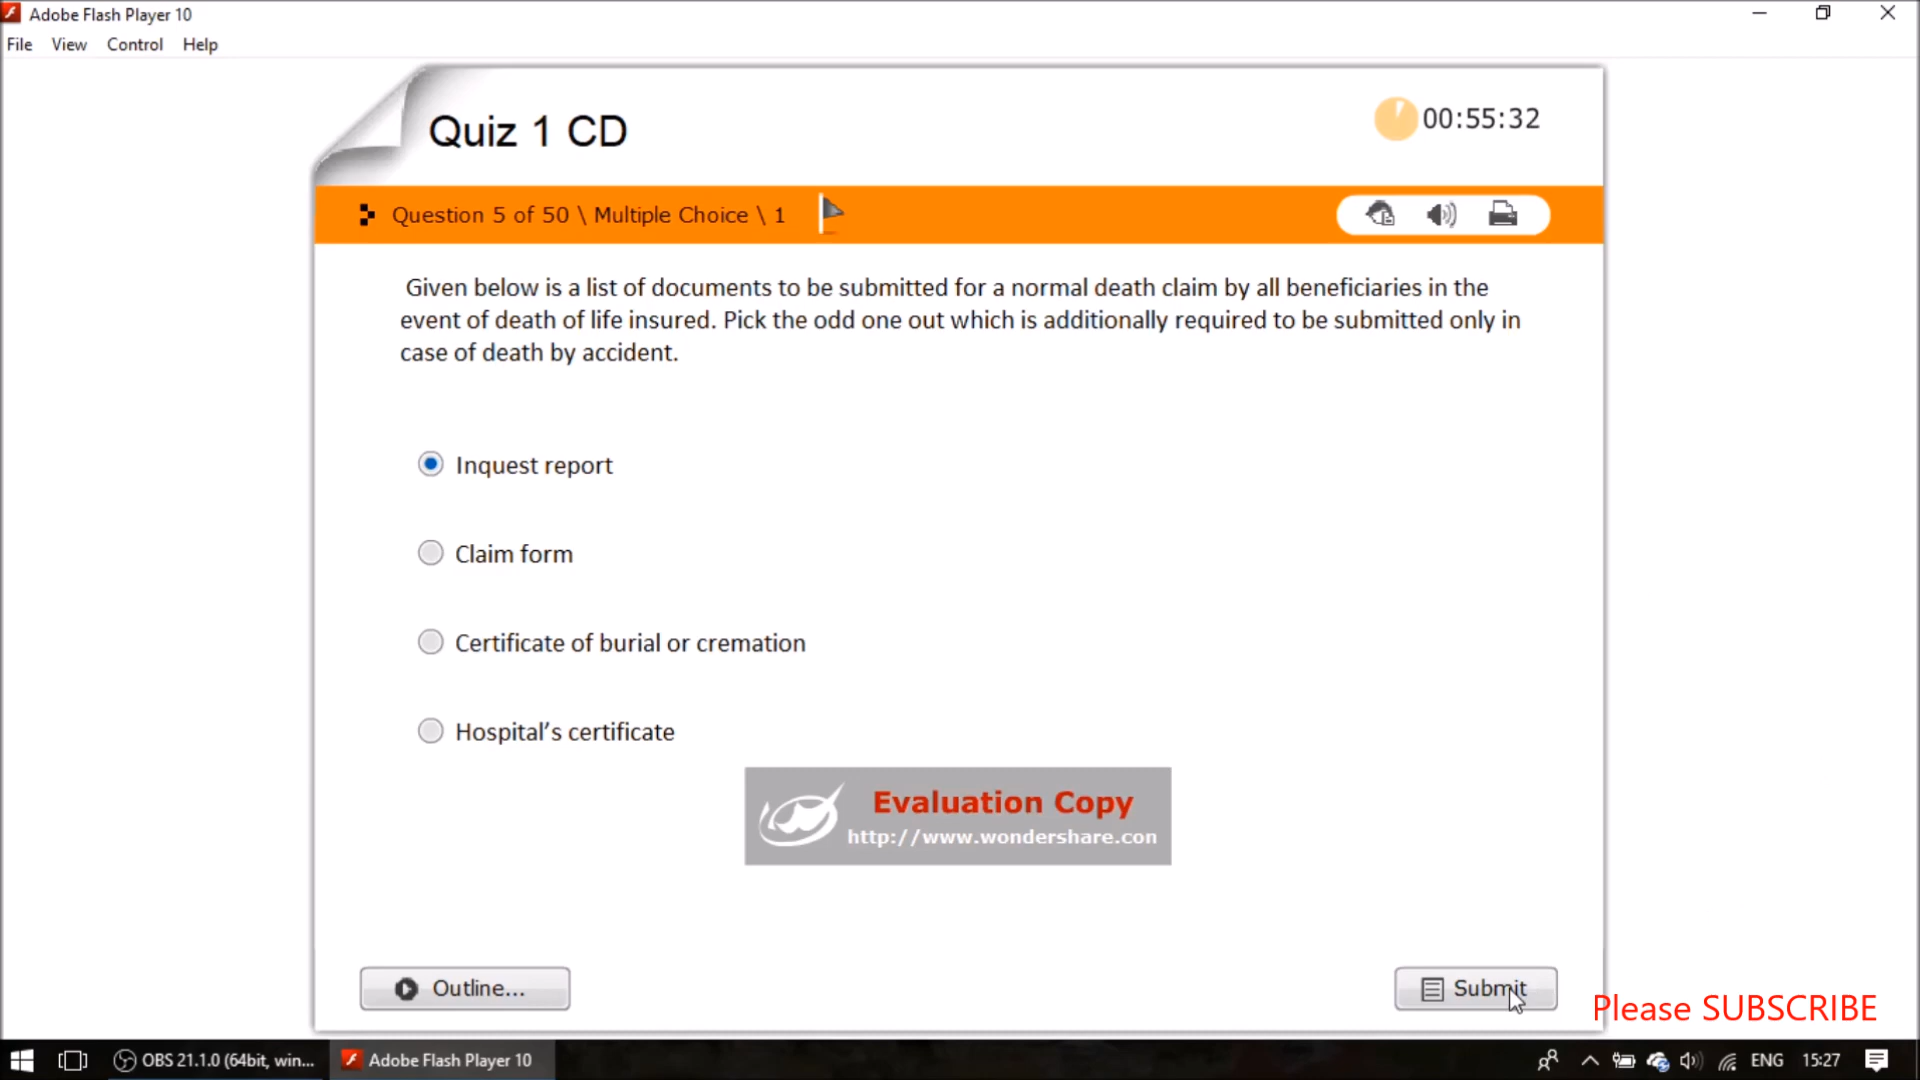 Adobe Flash Player 10
File View Control Help
Quiz 1 CD
00:55:32
Question 5 of 50 \ Multiple Choice \ 1
Given below is a list of documents to be submitted for a normal death claim by all beneficiaries in the
event of death of life insured. Pick the odd one out which is additionally required to be submitted only in
case of death by accident.
Inquest report
Claim form
Certificate of burial or cremation
Hospital’s certificate
Evaluation Copy
http://www.wondershare.con
Outline...
Submit
Please SUBSCRIBE
OBS 21.1.0 (64bit, win...
Adobe Flash Player 10
ENG
15:27